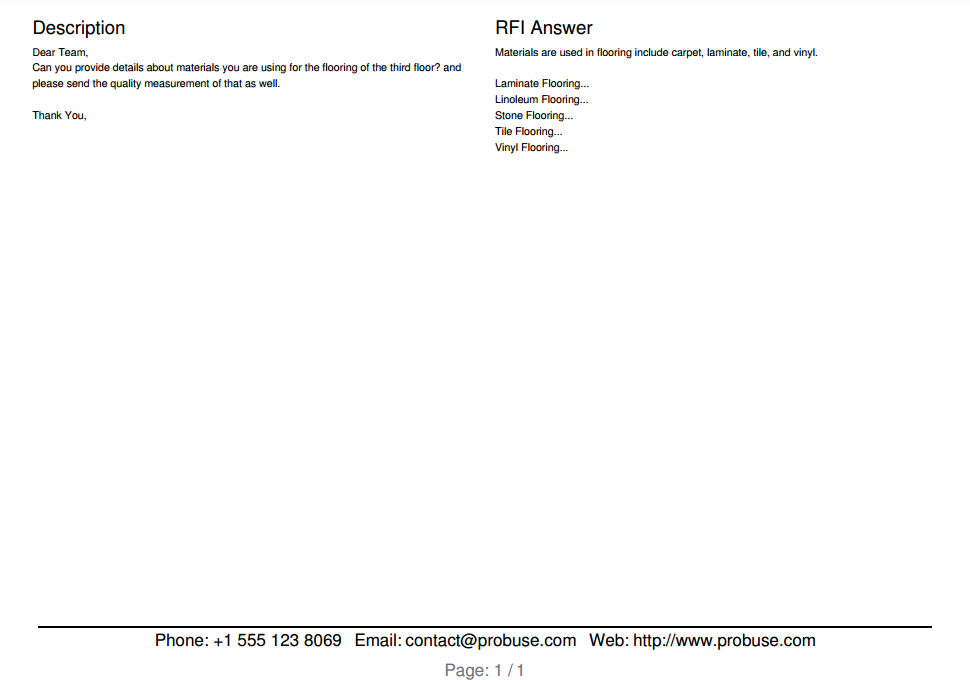 Description
Dear Team,
Can you provide details about materials you are using for the flooring of the third floor? and
please send the quality measurement of that as well.
Thank You,
RFI Answer
Materials are used in flooring include carpet, laminate, tile, and vinyl.
Laminate Flooring...
Linoleum Flooring...
Stone Flooring...
Tile Flooring...
Vinyl Flooring...
Phone: +1 555 123 8069 Email: contact@probuse.com Web: http://www.probuse.com
Page: 1 / 1